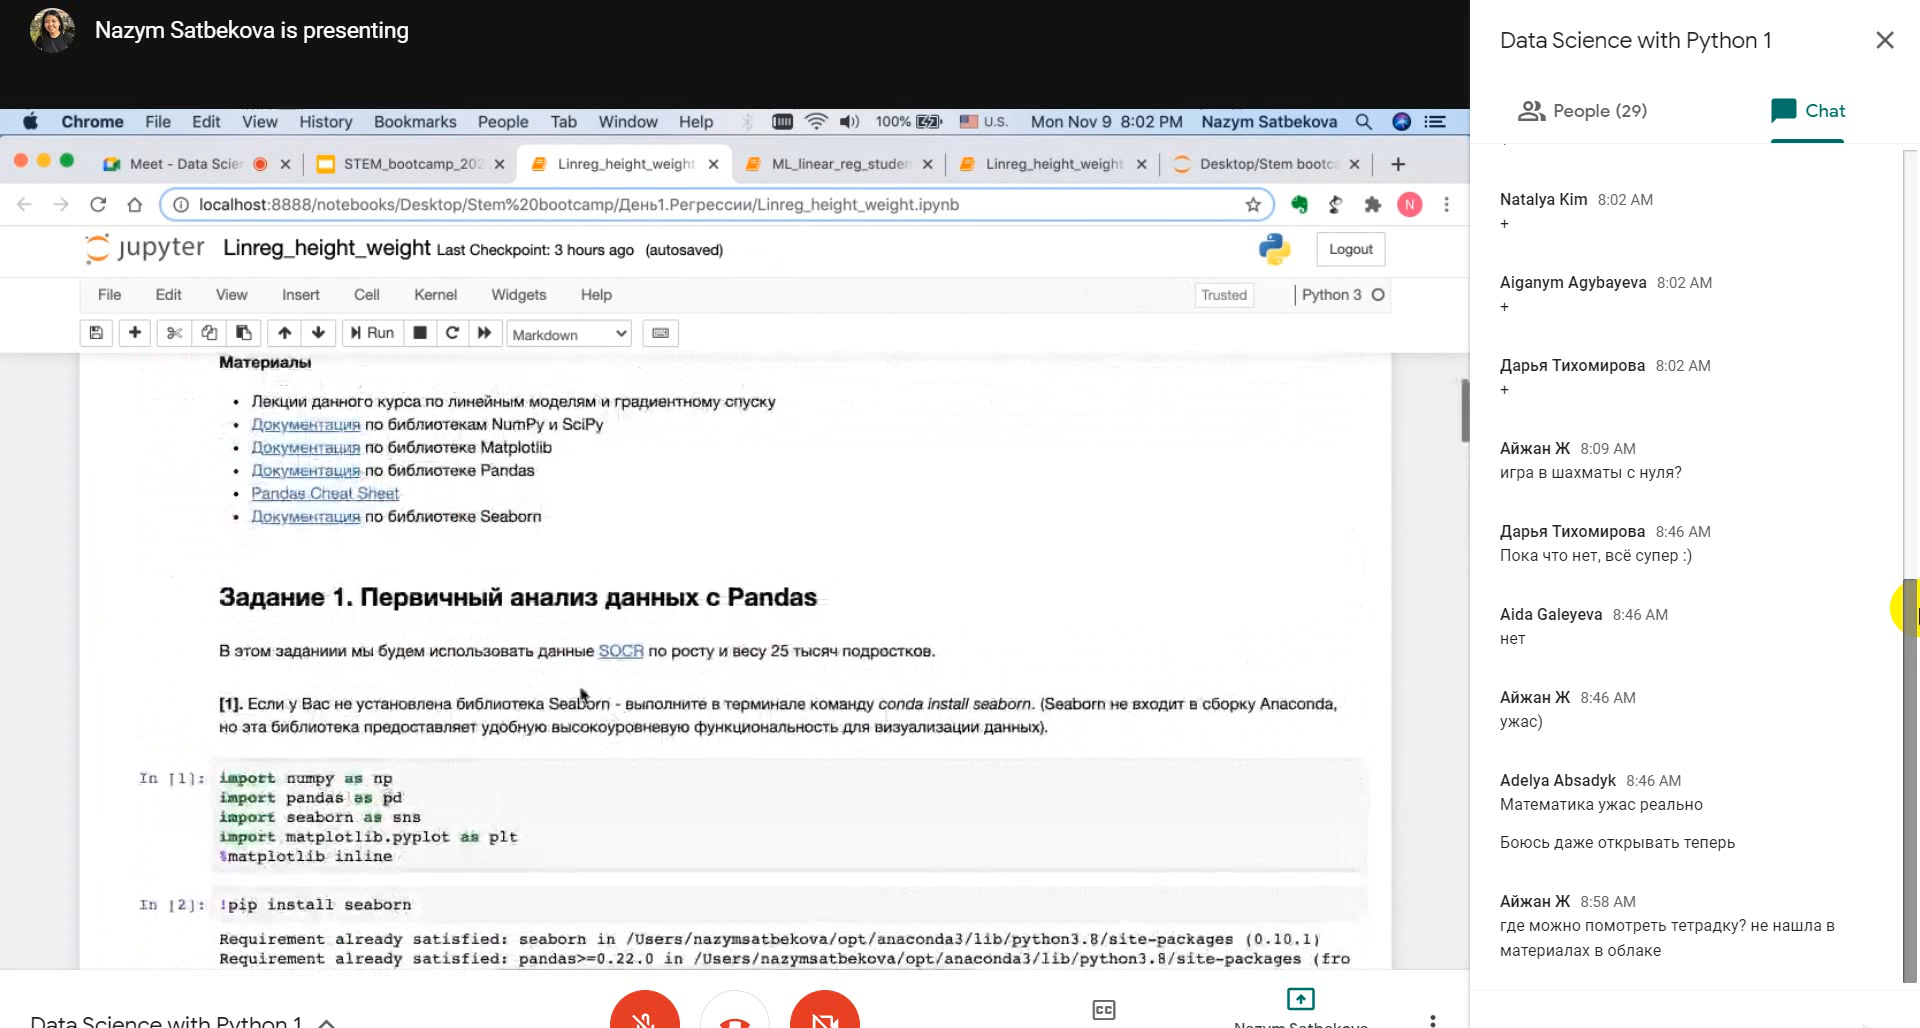 Nazym Satbekova is presenting
Chrome File Edit View History Bookmarks People Tab Window Help 100% U.S. Mon Nov 9 8:02 PM Nazym Satbekova
Meet - Data Scie STEM_bootcamp_202 Linreg_height_weight ML_linear_reg_studen Linreg_height_weight Desktop/Stem bootc
localhost:8888/notebooks/Desktop/Stem%20bootcamp/День1.Регрессии/Linreg_height_weight.ipynb N
jupyter Linreg_height_weight Last Checkpoint: 3 hours ago (autosaved) Logout
File Edit View Insert Cell Kernel Widgets Help Trusted Python 3
Run Markdown
Материалы
• Лекции данного курса по линейным моделям и градиентному спуску
• Документация по библиотекам NumPy и SciPy
• Документация по библиотеке Matplotlib
• Документация по библиотеке Pandas
• Pandas Cheat Sheet
• Документация по библиотеке Seaborn
Задание 1. Первичный анализ данных с Pandas
В этом заданиии мы будем использовать данные SOCR по росту и весу 25 тысяч подростков.
[1]. Если у Вас не установлена библиотека Seaborn - выполните в терминале команду conda install seaborn. (Seaborn не входит в сборку Anaconda,
но эта библиотека предоставляет удобную высокоуровневую функциональность для визуализации данных).
In [1]: import numpy as np
import pandas as pd
import seaborn as sns
import matplotlib.pyplot as plt
%matplotlib inline
In [2]: !pip install seaborn
Requirement already satisfied: seaborn in /Users/nazymsatbekova/opt/anaconda3/lib/python3.8/site-packages (0.10.1)
Requirement already satisfied: pandas>=0.22.0 in /Users/nazymsatbekova/opt/anaconda3/lib/python3.8/site-packages (fro
Data Science with Python 1
CC
Nazym Satbekova
Data Science with Python 1
People (29) Chat
Natalya Kim 8:02 AM
+
Aiganym Agybayeva 8:02 AM
+
Дарья Тихомирова 8:02 AM
+
Айжан Ж 8:09 AM
игра в шахматы с нуля?
Дарья Тихомирова 8:46 AM
Пока что нет, всё супер :)
Aida Galeyeva 8:46 AM
нет
Айжан Ж 8:46 AM
ужас)
Adelya Absadyk 8:46 AM
Математика ужас реально
Боюсь даже открывать теперь
Айжан Ж 8:58 AM
где можно помотреть тетрадку? не нашла в
материалах в облаке